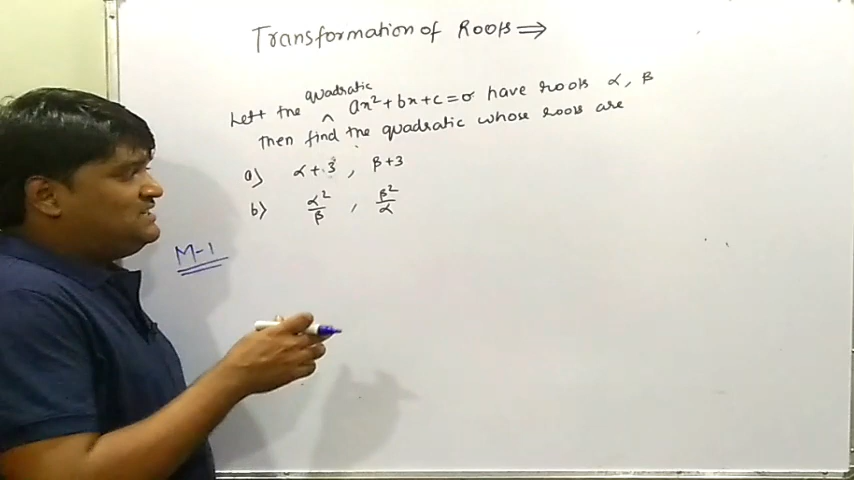 Transformation of Roots ⇒
Lett the quadratic ax²+bx+c=0 have roots α, β
then find the quadratic whose roots are
a) α+3, β+3
b) α²/β, β²/α
M-1